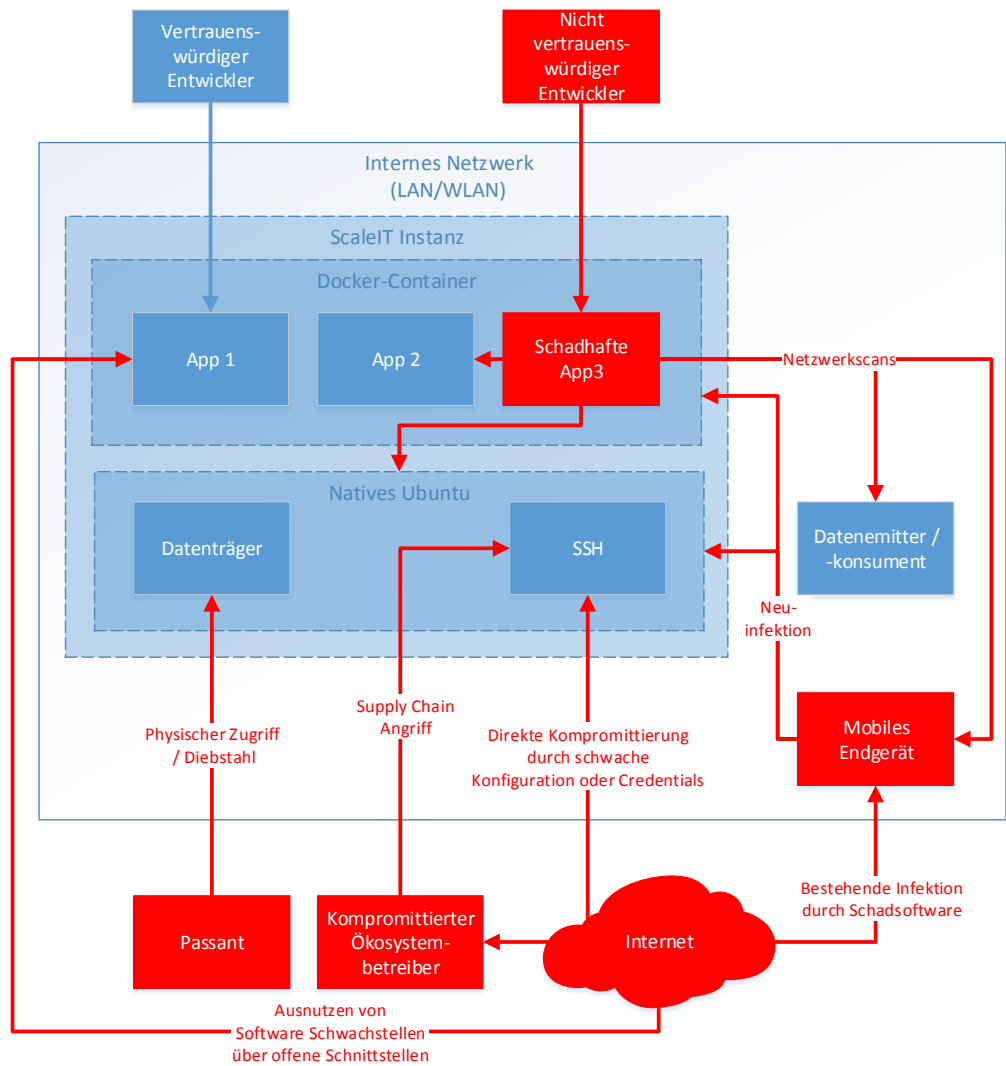 Vertrauens-
würdiger
Entwickler
Nicht
vertrauens-
würdiger
Entwickler
Internes Netzwerk
(LAN/WLAN)
ScaleIT Instanz
Docker-Container
App 1
App 2
Schadhafte
App3
Netzwerkscans
Natives Ubuntu
Datenträger
SSH
Datenemitter /
-konsument
Neu-
infektion
Physischer Zugriff
/ Diebstahl
Supply Chain
Angriff
Direkte Kompromittierung
durch schwache
Konfiguration oder Credentials
Mobiles
Endgerät
Passant
Kompromittierter
Ökosystem-
betreiber
Internet
Bestehende Infektion
durch Schadsoftware
Ausnutzen von
Software Schwachstellen
über offene Schnittstellen